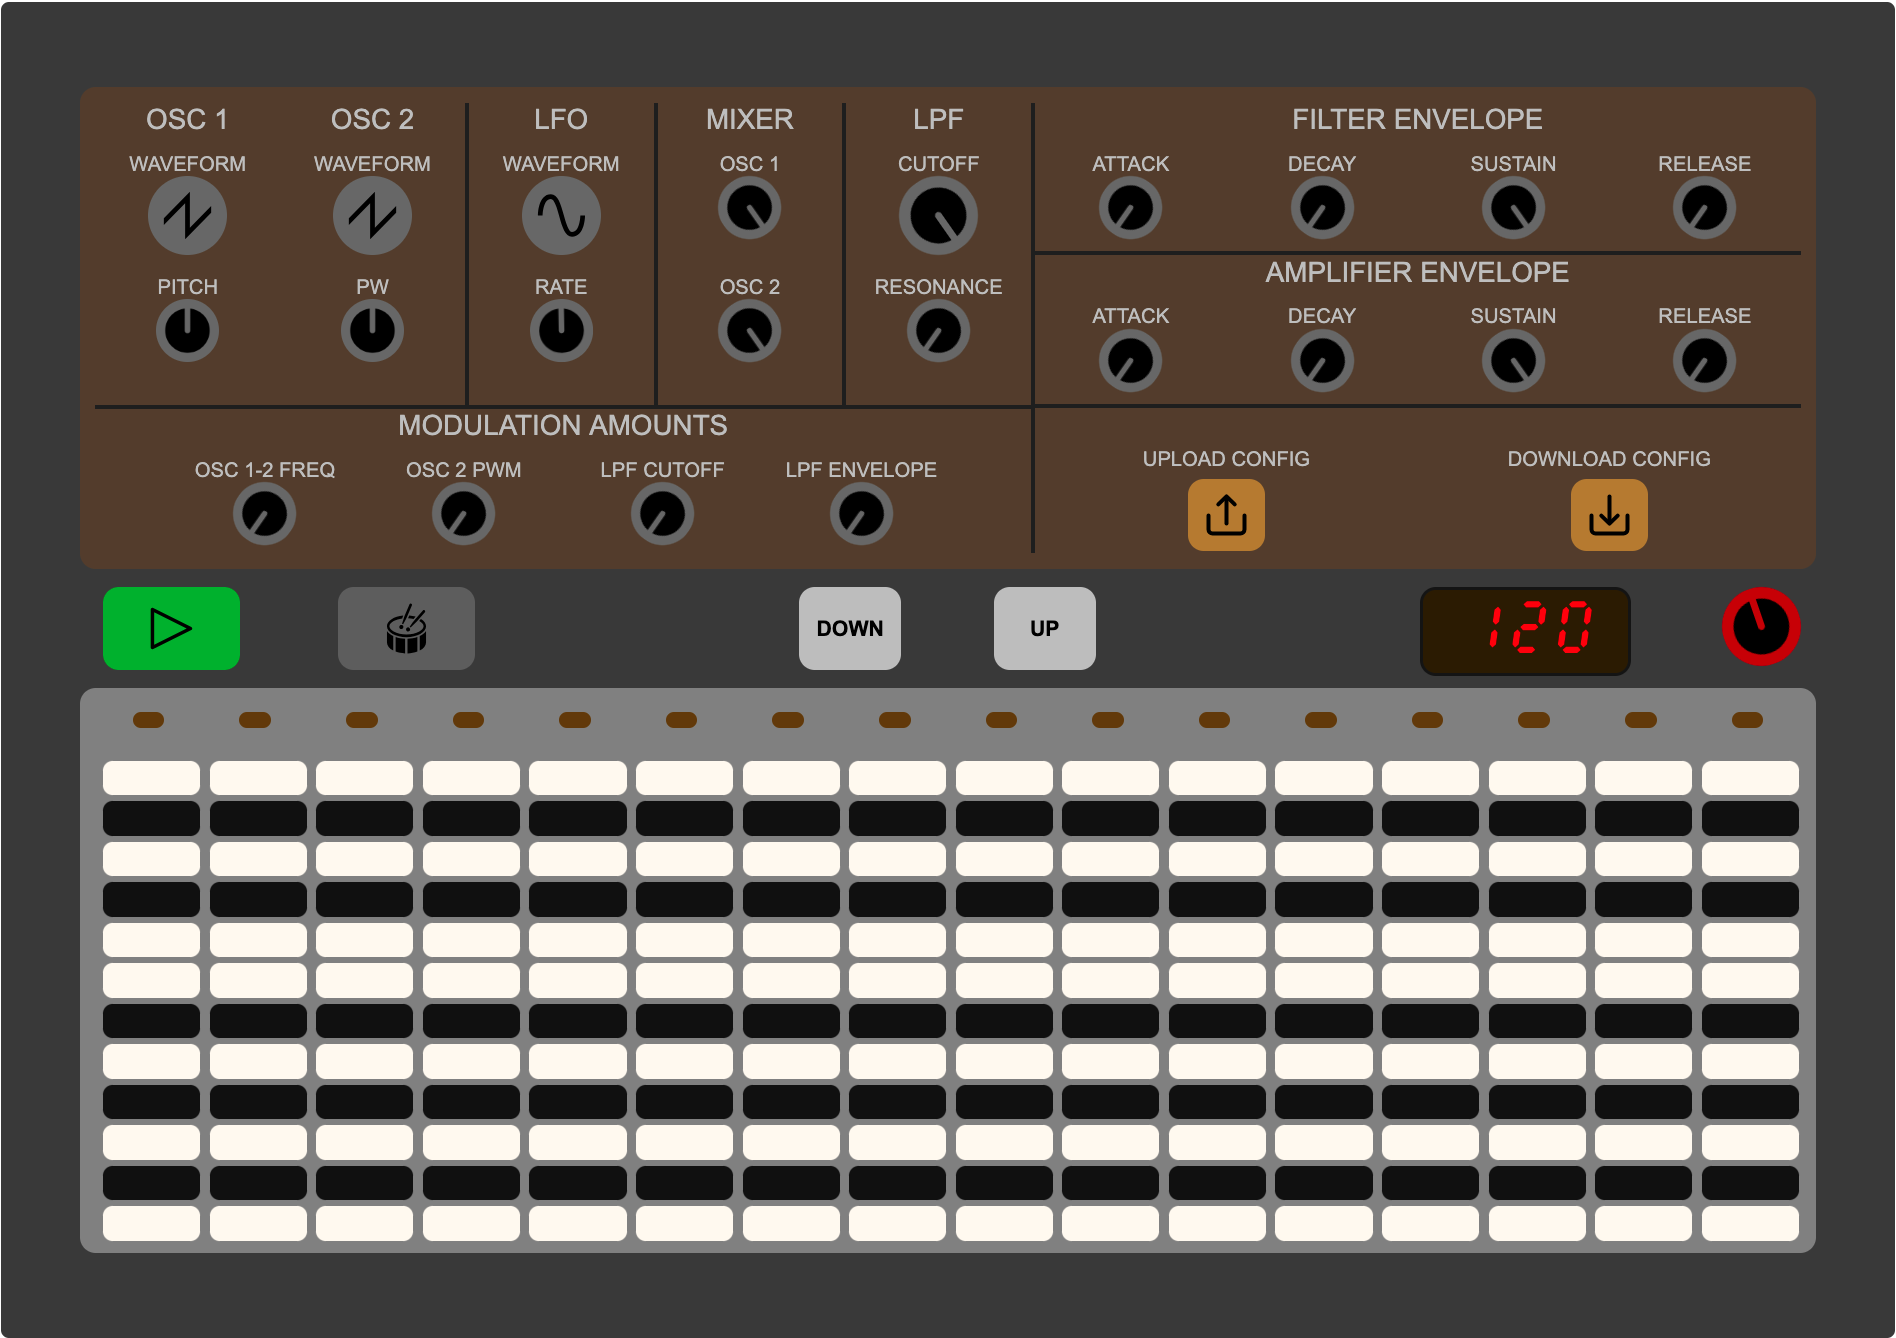 OSC 1
OSC 2
LFO
MIXER
LPF
FILTER ENVELOPE
WAVEFORM
WAVEFORM
WAVEFORM
OSC 1
CUTOFF
ATTACK
DECAY
SUSTAIN
RELEASE
AMPLIFIER ENVELOPE
PITCH
PW
RATE
OSC 2
RESONANCE
ATTACK
DECAY
SUSTAIN
RELEASE
MODULATION AMOUNTS
OSC 1-2 FREQ
OSC 2 PWM
LPF CUTOFF
LPF ENVELOPE
UPLOAD CONFIG
DOWNLOAD CONFIG
DOWN
UP
120